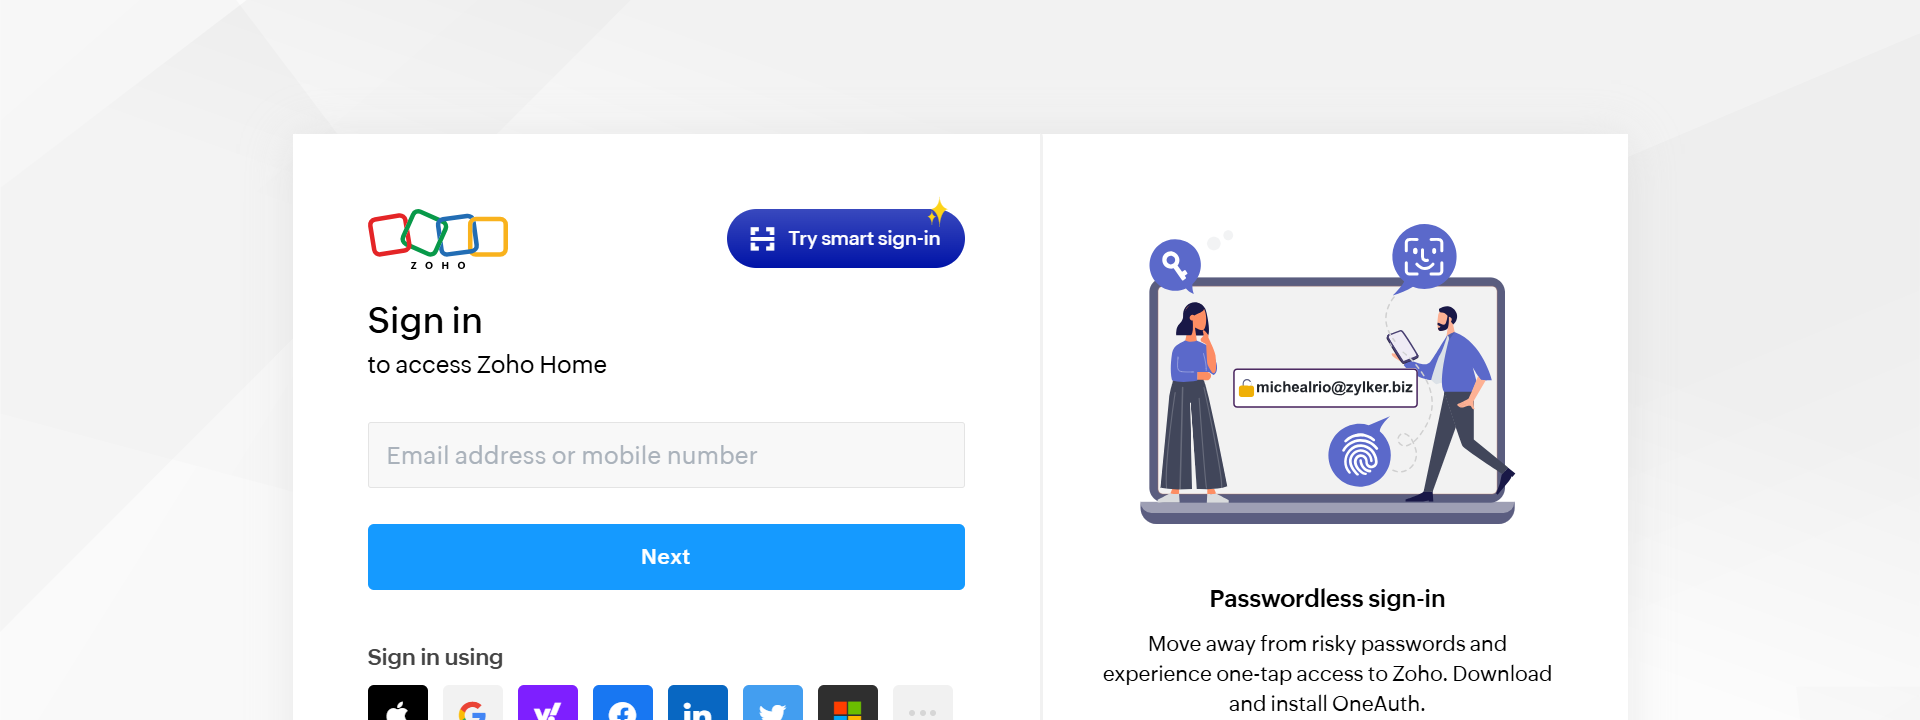 ZOHO
Try smart sign-in
Sign in
to access Zoho Home
Email address or mobile number
Next
Sign in using
michealrio@zylker.biz
Passwordless sign-in
Move away from risky passwords and
experience one-tap access to Zoho. Download
and install OneAuth.